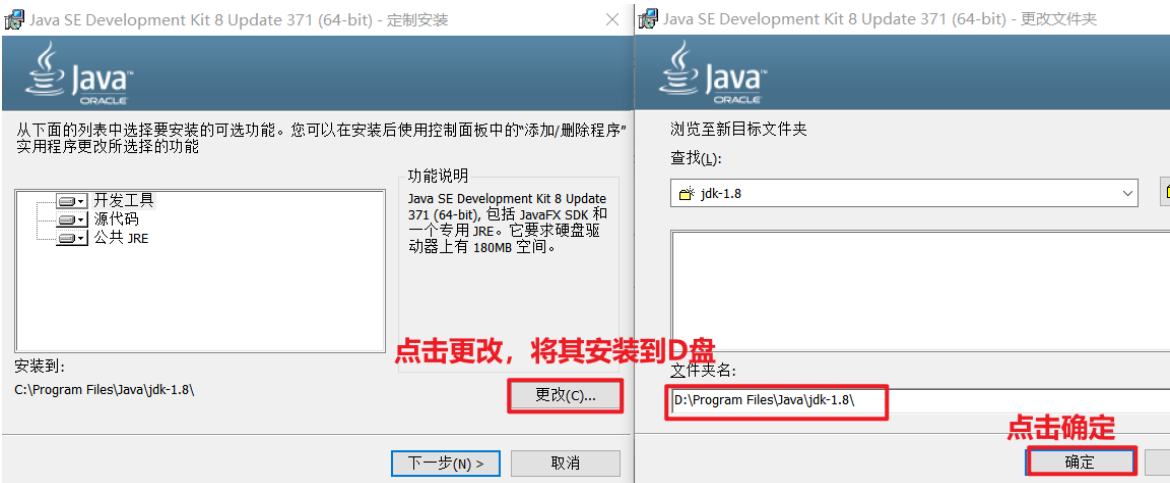 Java SE Development Kit 8 Update 371 (64-bit) - 定制安装
Java™
ORACLE
从下面的列表中选择要安装的可选功能。您可以在安装后使用控制面板中的“添加/删除程序”
实用程序更改所选择的功能
开发工具
源代码
公共 JRE
功能说明
Java SE Development Kit 8 Update
371 (64-bit), 包括 JavaFX SDK 和
一个专用 JRE。它要求硬盘驱
动器上有 180MB 空间。
点击更改，将其安装到D盘
安装到:
C:\Program Files\Java\jdk-1.8\
更改(C)...
下一步(N) >
取消
Java SE Development Kit 8 Update 371 (64-bit) - 更改文件夹
Java™
ORACLE
浏览至新目标文件夹
查找(L):
jdk-1.8
文件夹名:
D:\Program Files\Java\jdk-1.8\
点击确定
确定